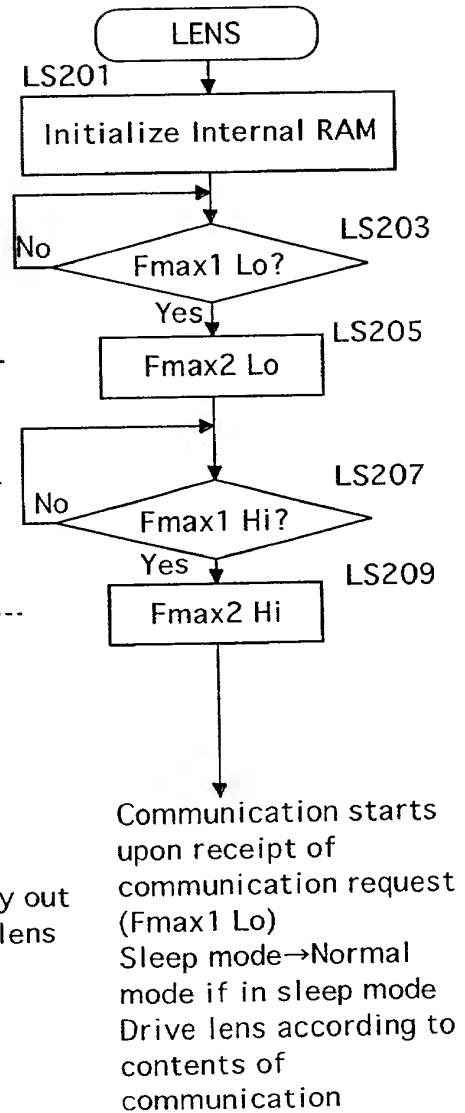 LENS
LS201
Initialize Internal RAM
LS203
No
Fmax1 Lo?
Yes
LS205
Fmax2 Lo
LS207
No
Fmax1 Hi?
Yes
LS209
Fmax2 Hi
Communication starts
upon receipt of
y out
communication request
lens
(Fmax1 Lo)
Sleep mode→Normal
mode if in sleep mode
Drive lens according to
contents of
communication